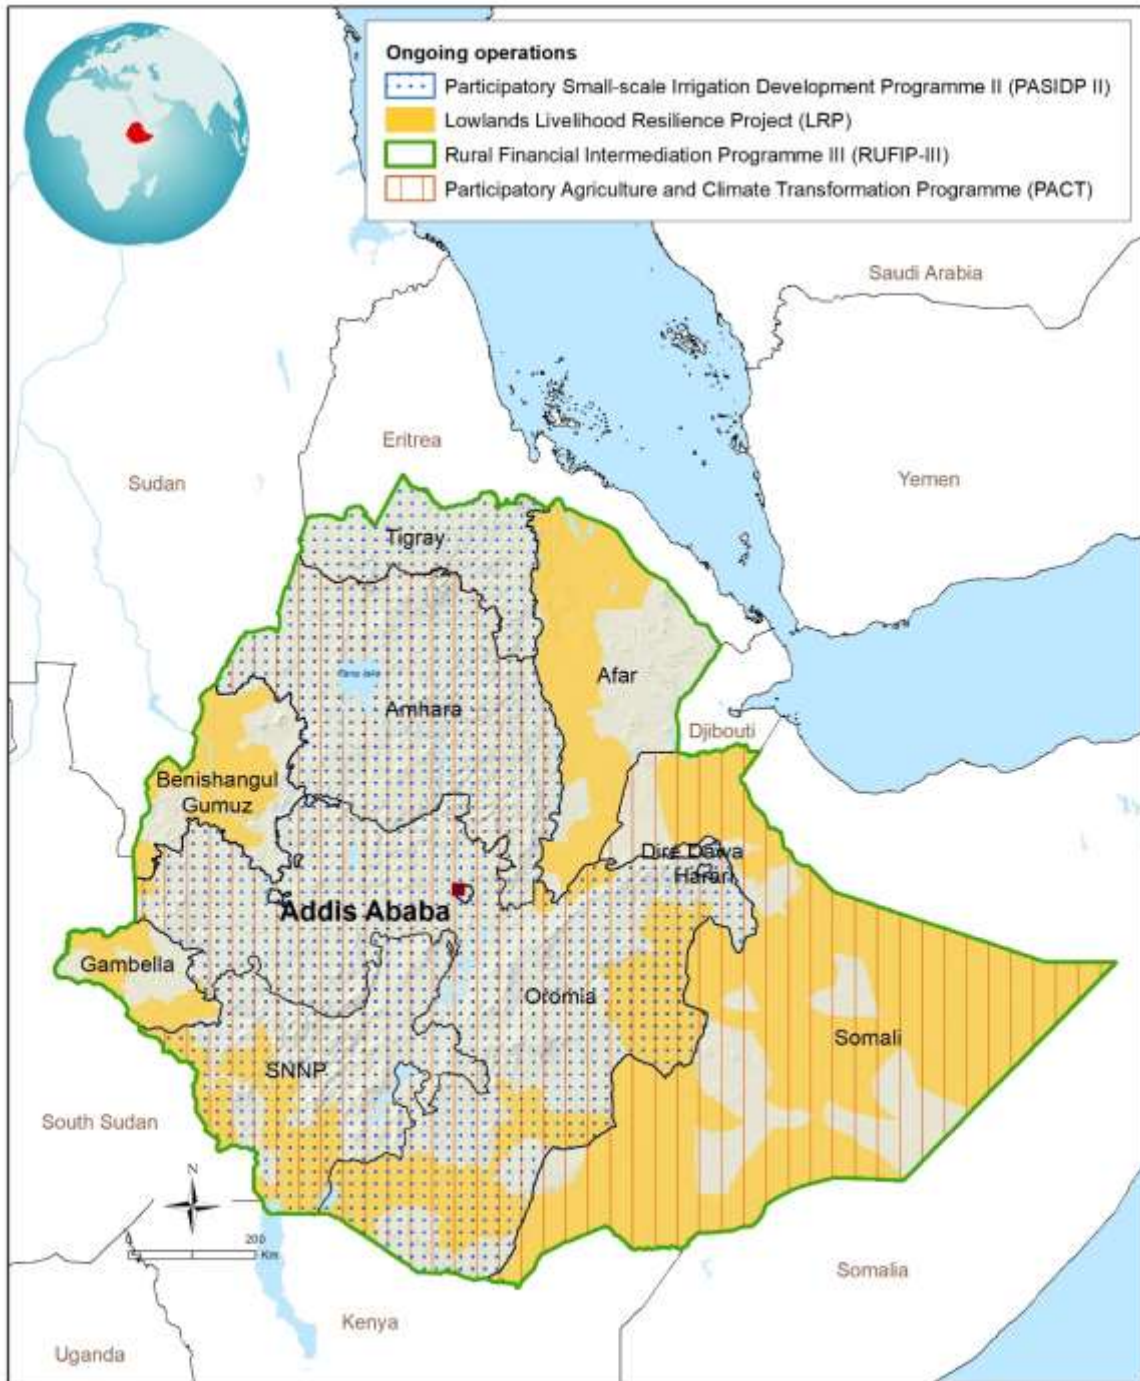 Ongoing operations
Participatory Small-scale Irrigation Development Programme II (PASIDP II)
Lowlands Livelihood Resilience Project (LRP)
Rural Financial Intermediation Programme III (RUFIP-III)
Participatory Agriculture and Climate Transformation Programme (PACT)
Saudi Arabia
Eritrea
Sudan
Yemen
Tigray
Tana lake
Afar
Amhara
Djibouti
Benishangul
Gumuz
Dire Dawa
Harari
Addis Ababa
Gambella
Oromia
Somali
SNNP
South Sudan
N
0 200
Km
Somalia
Kenya
Uganda